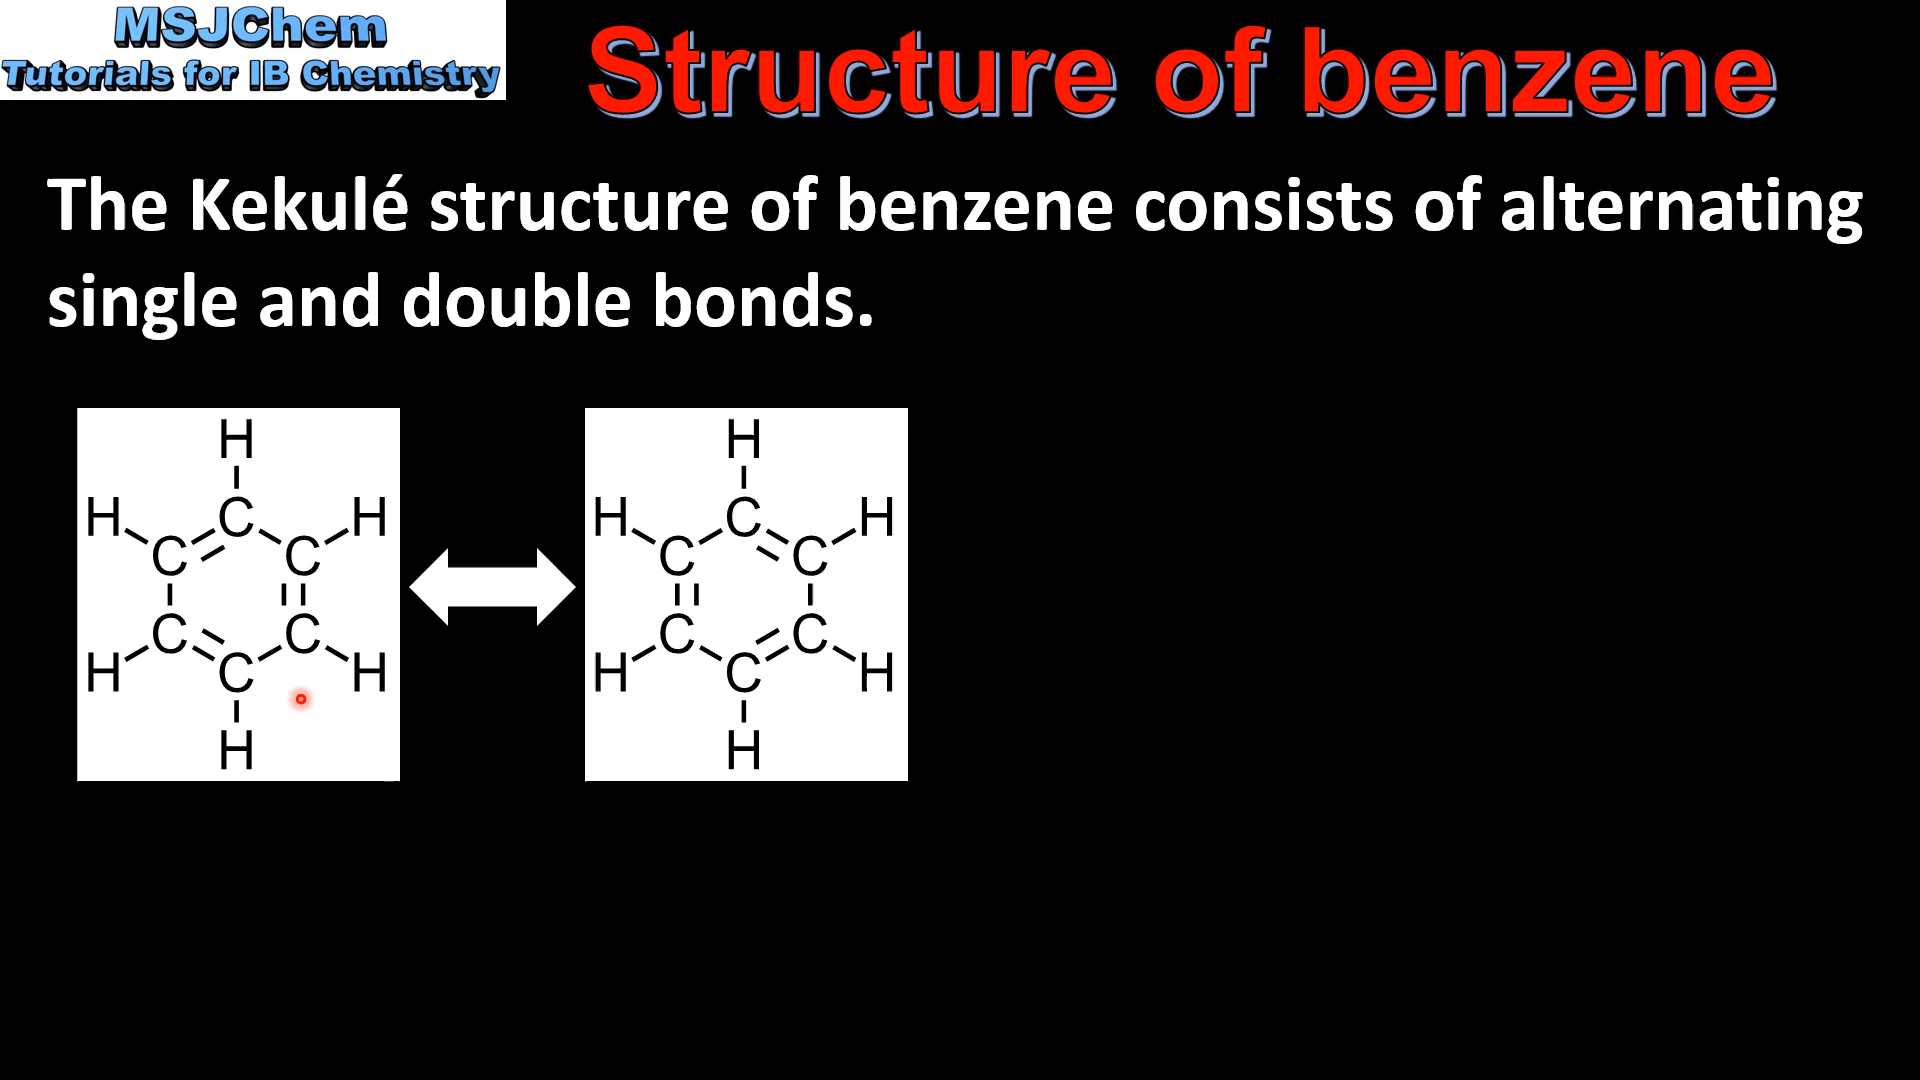 MSJChem
Tutorials for IB Chemistry
Structure of benzene
The Kekulé structure of benzene consists of alternating
single and double bonds.
H
H C H
C C
C C
H C H
H
H
H C H
C C
C C
H C H
H